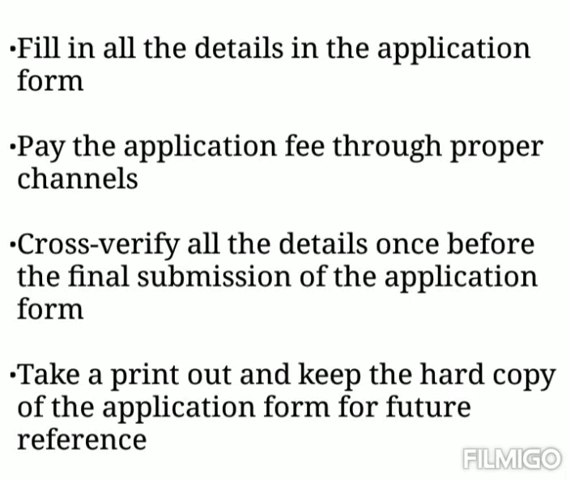 •Fill in all the details in the application
form
•Pay the application fee through proper
channels
•Cross-verify all the details once before
the final submission of the application
form
•Take a print out and keep the hard copy
of the application form for future
reference
FILMIGO